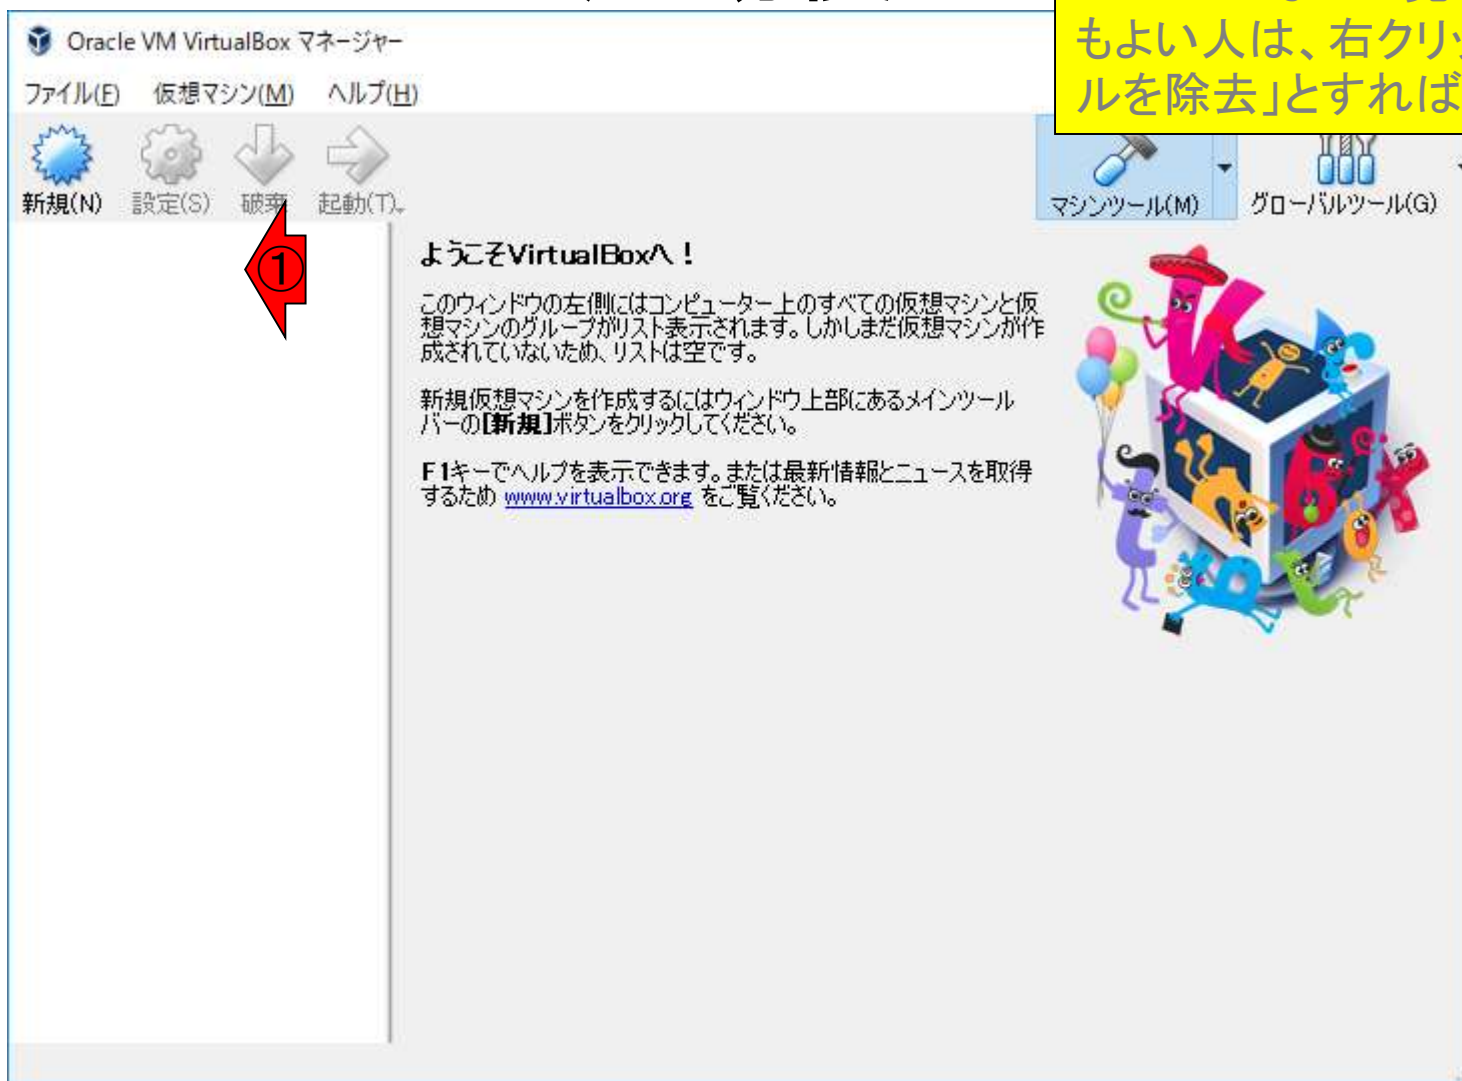 もよい人は、右クリッ
ルを除去」とすれば
Oracle VM VirtualBox マネージャー
ファイル(F) 仮想マシン(M) ヘルプ(H)
新規(N) 設定(S) 破棄 起動(T) マシンツール(M) グローバルツール(G)
①
ようこそVirtualBoxへ！
このウィンドウの左側にはコンピューター上のすべての仮想マシンと仮
想マシンのグループがリスト表示されます。しかしまだ仮想マシンが作
成されていないため、リストは空です。
新規仮想マシンを作成するにはウィンドウ上部にあるメインツール
バーの[新規]ボタンをクリックしてください。
F1キーでヘルプを表示できます。または最新情報とニュースを取得
するため www.virtualbox.org をご覧ください。